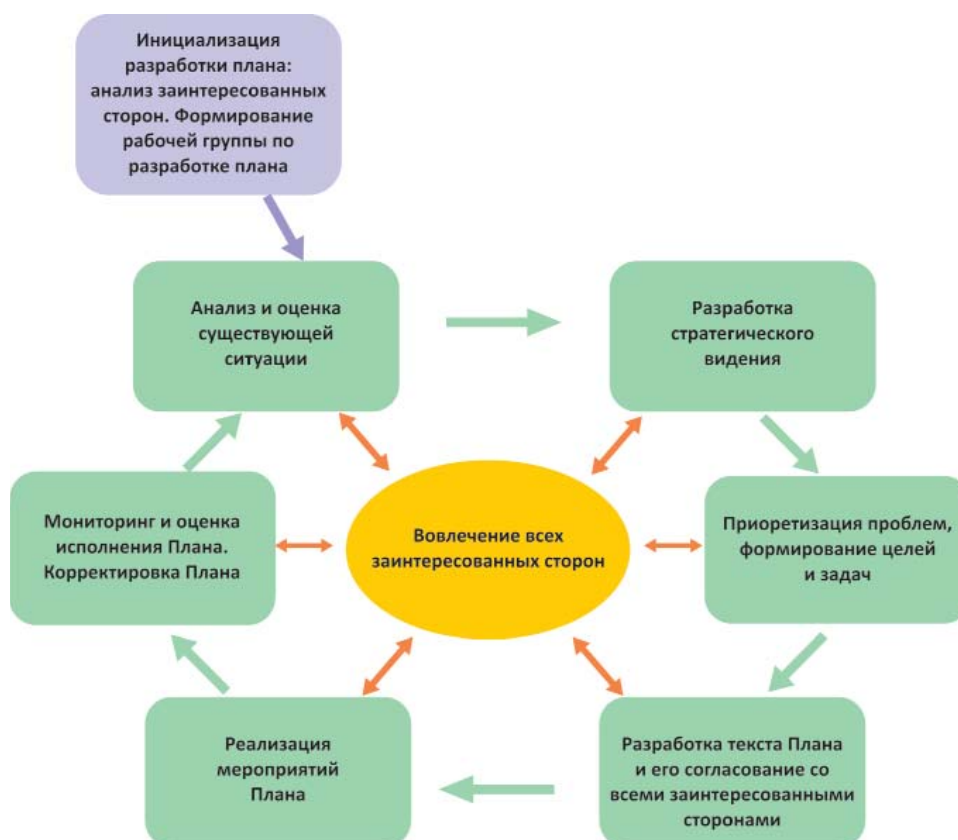 Инициализация
разработки плана:
анализ заинтересованных
сторон. Формирование
рабочей группы по
разработке плана
Анализ и оценка
существующей
ситуации
Разработка
стратегического
видения
Мониторинг и оценка
исполнения Плана.
Корректировка Плана
Вовлечение всех
заинтересованных сторон
Приоретизация проблем,
формирование целей
и задач
Реализация
мероприятий
Плана
Разработка текста Плана
и его согласование со
всеми заинтересованными
сторонами